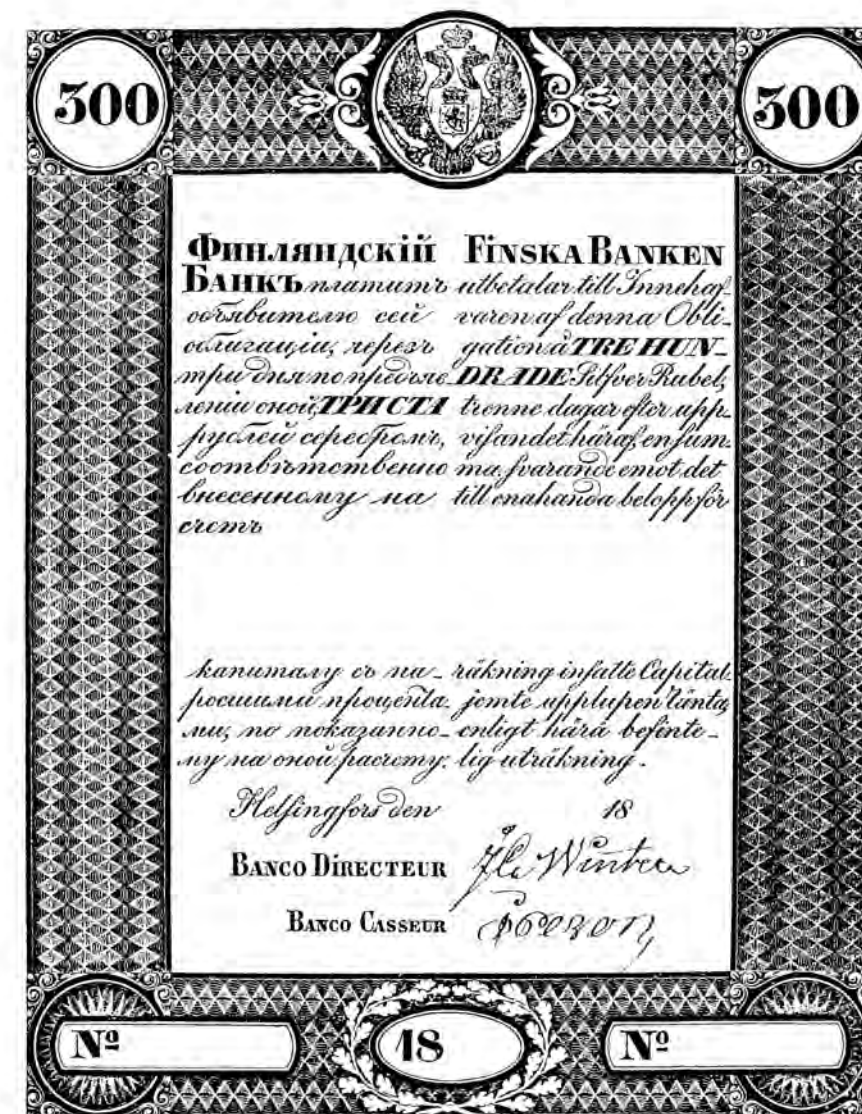 300
300
Финляндскій
Банкъ платитъ
объявителю сей
облигаціи, черезъ
три дня по предъяв-
леніи оной, ТРИСТА
рублей серебромъ,
соотвѣтственно
внесенному на
счетъ
FINSKA BANKEN
utbetalar till Innehaf-
varen af denna Obli-
gation å TRE HUN-
DRADE Silfver Rubel,
trenne dagar efter upp-
visandet häraf, en sum-
ma, svarande emot det
till enahanda belopp för
капиталу съ на-
росшими процента-
ми, по показанно-
му на оной расчету.
räkning insatte Capital
jemte upplupen ränta,
enligt härå befinte-
lig uträkning.
Helsingfors den 18
BANCO DIRECTEUR
BANCO CASSEUR
Nº
18
Nº